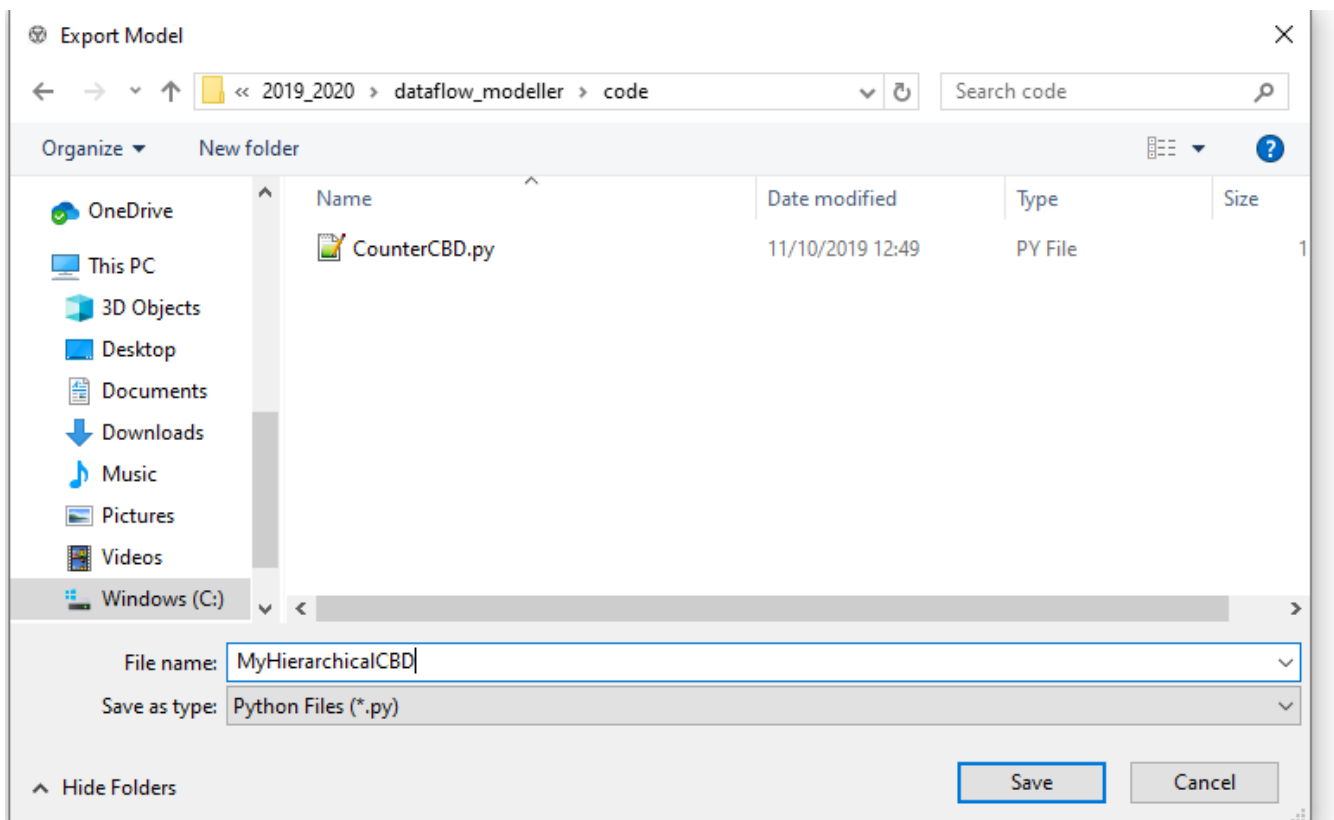 Export Model
« 2019_2020 > dataflow_modeller > code
Search code
Organize
New folder
Name Date modified Type Size
OneDrive
CounterCBD.py 11/10/2019 12:49 PY File 1
This PC
3D Objects
Desktop
Documents
Downloads
Music
Pictures
Videos
Windows (C:)
File name: MyHierarchicalCBD
Save as type: Python Files (*.py)
Hide Folders
Save
Cancel